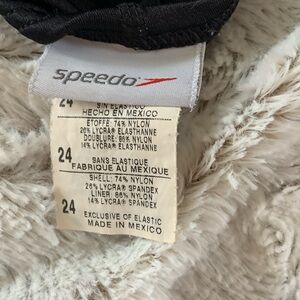 speedo
24
SIN ELASTICO
HECHO EN MEXICO
ETOFFE: 74% NYLON
26% LYCRA® ELASTHANNE
DOUBLURE: 86% NYLON
14% LYCRA® ELASTHANNE
24
SANS ELASTIQUE
FABRIQUE AU MEXIQUE
SHELL: 74% NYLON
26% LYCRA® SPANDEX
LINER: 86% NYLON
14% LYCRA® SPANDEX
24
EXCLUSIVE OF ELASTIC
MADE IN MEXICO